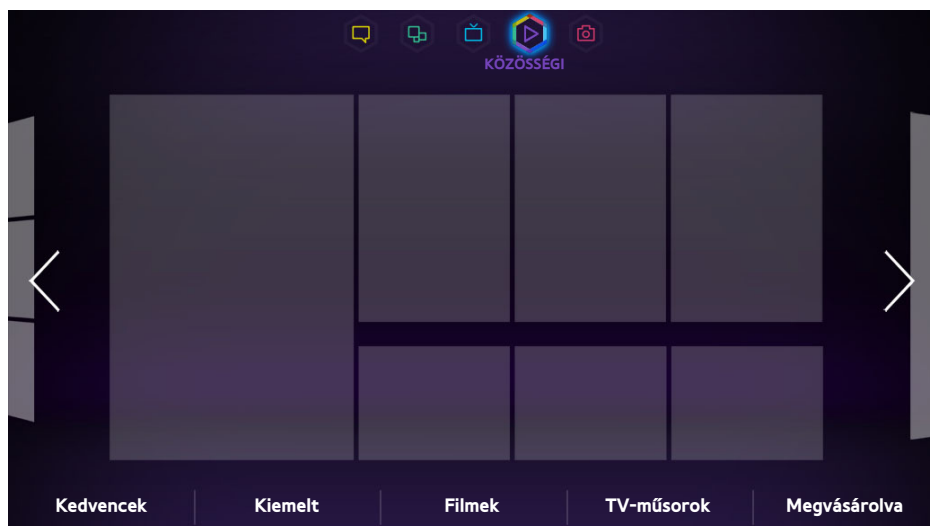 KÖZÖSSÉGI
Kedvencek
Kiemelt
Filmek
TV-műsorok
Megvásárolva